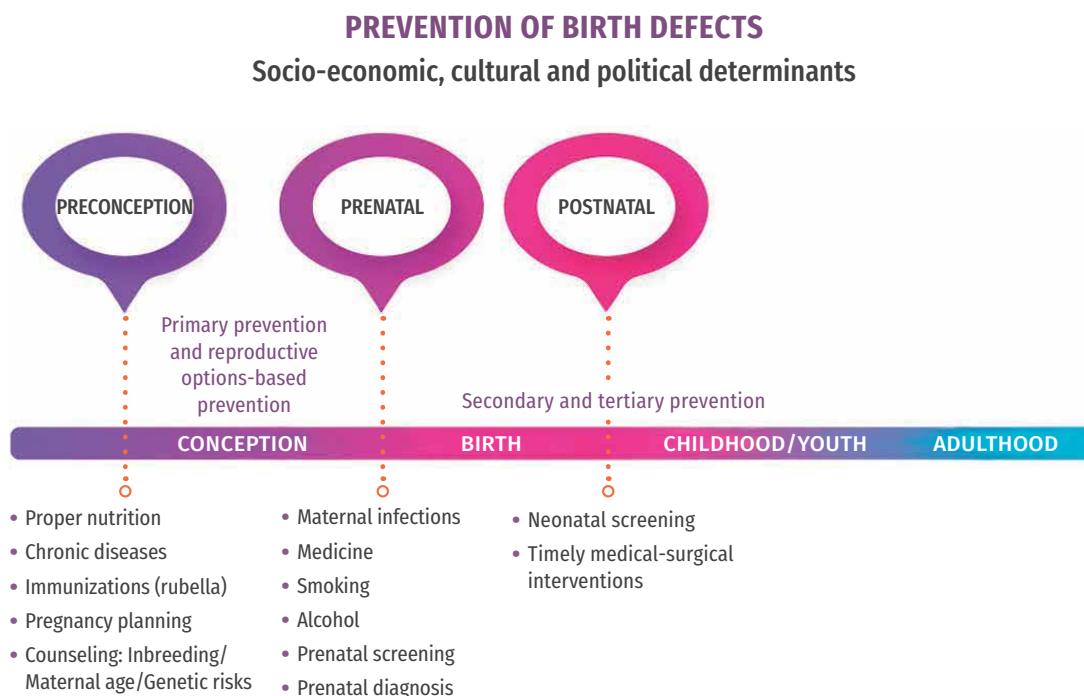 PREVENTION OF BIRTH DEFECTS
Socio-economic, cultural and political determinants
PRECONCEPTION
PRENATAL
POSTNATAL
Primary prevention
and reproductive
options-based
prevention
Secondary and tertiary prevention
CONCEPTION
BIRTH
CHILDHOOD/YOUTH
ADULTHOOD
• Proper nutrition
• Chronic diseases
• Immunizations (rubella)
• Pregnancy planning
• Counseling: Inbreeding/
Maternal age/Genetic risks
• Maternal infections
• Medicine
• Smoking
• Alcohol
• Prenatal screening
• Prenatal diagnosis
• Neonatal screening
• Timely medical-surgical
interventions